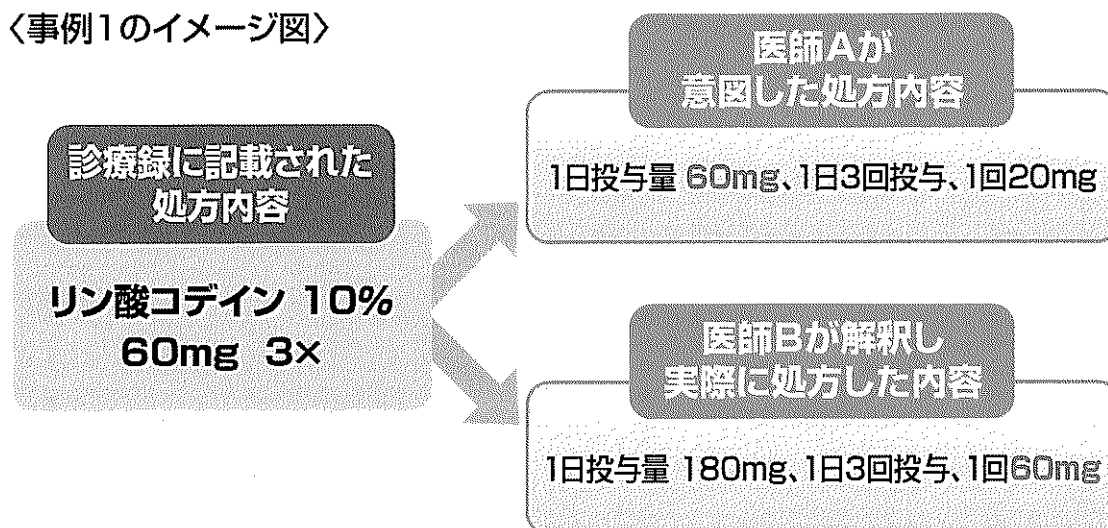 〈事例1のイメージ図〉
診療録に記載された
処方内容
リン酸コデイン 10%
60mg 3×
医師Aが
意図した処方内容
1日投与量 60mg、1日3回投与、1回20mg
医師Bが解釈し
実際に処方した内容
1日投与量 180mg、1日3回投与、1回60mg